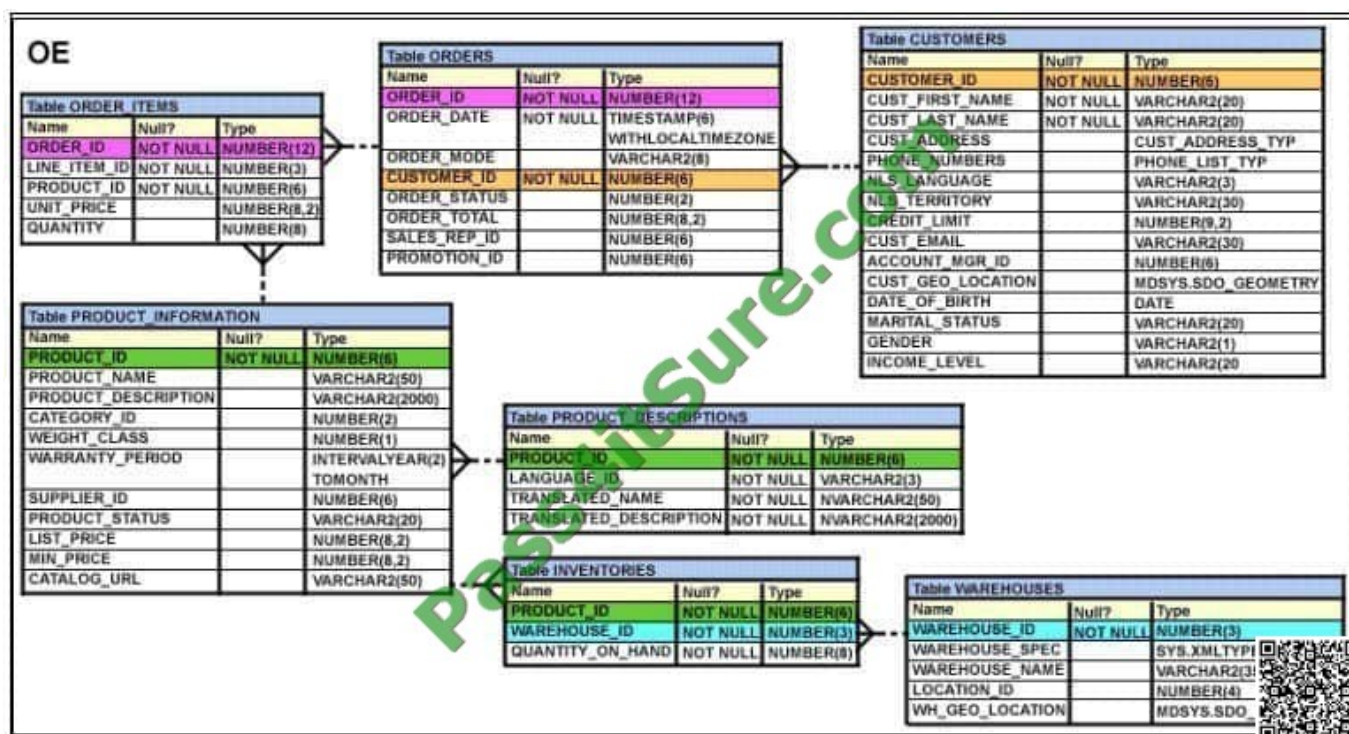 OE
Table ORDER_ITEMS
Name Null? Type
ORDER_ID NOT NULL NUMBER(12)
LINE_ITEM_ID NOT NULL NUMBER(3)
PRODUCT_ID NOT NULL NUMBER(6)
UNIT_PRICE NUMBER(8,2)
QUANTITY NUMBER(8)
Table ORDERS
Name Null? Type
ORDER_ID NOT NULL NUMBER(12)
ORDER_DATE NOT NULL TIMESTAMP(6)
WITHLOCALTIMEZONE
ORDER_MODE VARCHAR2(8)
CUSTOMER_ID NOT NULL NUMBER(6)
ORDER_STATUS NUMBER(2)
ORDER_TOTAL NUMBER(8,2)
SALES_REP_ID NUMBER(6)
PROMOTION_ID NUMBER(6)
Table CUSTOMERS
Name Null? Type
CUSTOMER_ID NOT NULL NUMBER(6)
CUST_FIRST_NAME NOT NULL VARCHAR2(20)
CUST_LAST_NAME NOT NULL VARCHAR2(20)
CUST_ADDRESS CUST_ADDRESS_TYP
PHONE_NUMBERS PHONE_LIST_TYP
NLS_LANGUAGE VARCHAR2(3)
NLS_TERRITORY VARCHAR2(30)
CREDIT_LIMIT NUMBER(9,2)
CUST_EMAIL VARCHAR2(30)
ACCOUNT_MGR_ID NUMBER(6)
CUST_GEO_LOCATION MDSYS.SDO_GEOMETRY
DATE_OF_BIRTH DATE
MARITAL_STATUS VARCHAR2(20)
GENDER VARCHAR2(1)
INCOME_LEVEL VARCHAR2(20
Table PRODUCT_INFORMATION
Name Null? Type
PRODUCT_ID NOT NULL NUMBER(6)
PRODUCT_NAME VARCHAR2(50)
PRODUCT_DESCRIPTION VARCHAR2(2000)
CATEGORY_ID NUMBER(2)
WEIGHT_CLASS NUMBER(1)
WARRANTY_PERIOD INTERVALYEAR(2)
TOMONTH
SUPPLIER_ID NUMBER(6)
PRODUCT_STATUS VARCHAR2(20)
LIST_PRICE NUMBER(8,2)
MIN_PRICE NUMBER(8,2)
CATALOG_URL VARCHAR2(50)
Table PRODUCT_DESCRIPTIONS
Name Null? Type
PRODUCT_ID NOT NULL NUMBER(6)
LANGUAGE_ID NOT NULL VARCHAR2(3)
TRANSLATED_NAME NOT NULL NVARCHAR2(50)
TRANSLATED_DESCRIPTION NOT NULL NVARCHAR2(2000)
Table INVENTORIES
Name Null? Type
PRODUCT_ID NOT NULL NUMBER(6)
WAREHOUSE_ID NOT NULL NUMBER(3)
QUANTITY_ON_HAND NOT NULL NUMBER(8)
Table WAREHOUSES
Name Null? Type
WAREHOUSE_ID NOT NULL NUMBER(3)
WAREHOUSE_SPEC SYS.XMLTYPE
WAREHOUSE_NAME VARCHAR2(35
LOCATION_ID NUMBER(4)
WH_GEO_LOCATION MDSYS.SDO_
Pass4itSure.com